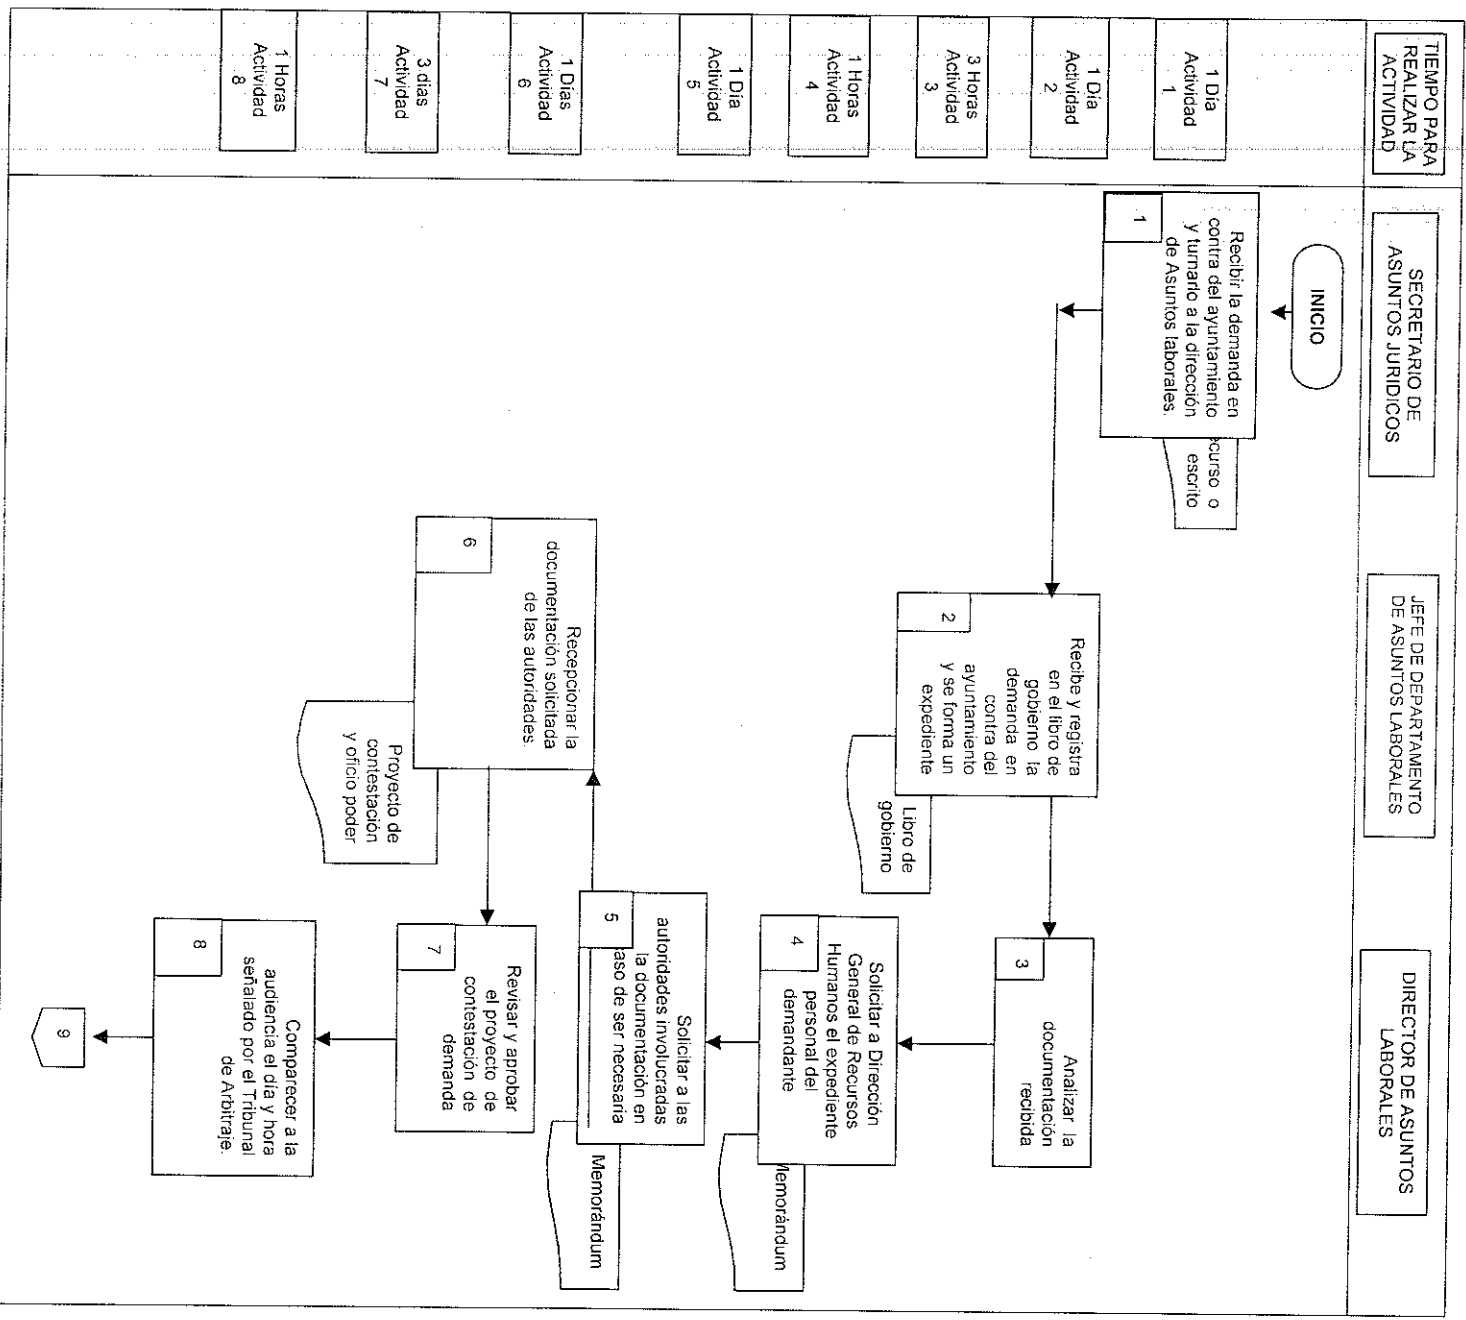 TIEMPO PARA
REALIZAR LA
ACTIVIDAD
SECRETARIO DE
ASUNTOS JURIDICOS
JEFE DE DEPARTAMENTO
DE ASUNTOS LABORALES
DIRECTOR DE ASUNTOS
LABORALES
1 Día
Actividad
1
1 Día
Actividad
2
3 Horas
Actividad
3
1 Horas
Actividad
4
1 Día
Actividad
5
1 Días
Actividad
6
3 días
Actividad
7
1 Horas
Actividad
8
INICIO
Recibir la demanda en
contra del ayuntamiento
y turnarlo a la dirección
de Asuntos laborales.
1
ecurso o
escrito
Recibe y registra
en el libro de
gobierno la
demanda en
contra del
ayuntamiento
y se forma un
expediente
2
Libro de
gobierno
Analizar la
documentación
recibida
3
Solicitar a Dirección
General de Recursos
Humanos el expediente
personal del
demandante
4
Memorándum
Solicitar a las
autoridades involucradas
la documentación en
caso de ser necesaria
5
Memorándum
Recepcionar la
documentación solicitada
de las autoridades.
6
Proyecto de
contestación
y oficio poder
Revisar y aprobar
el proyecto de
contestación de
demanda
7
Comparecer a la
audiencia el día y hora
señalado por el Tribunal
de Arbitraje.
8
9